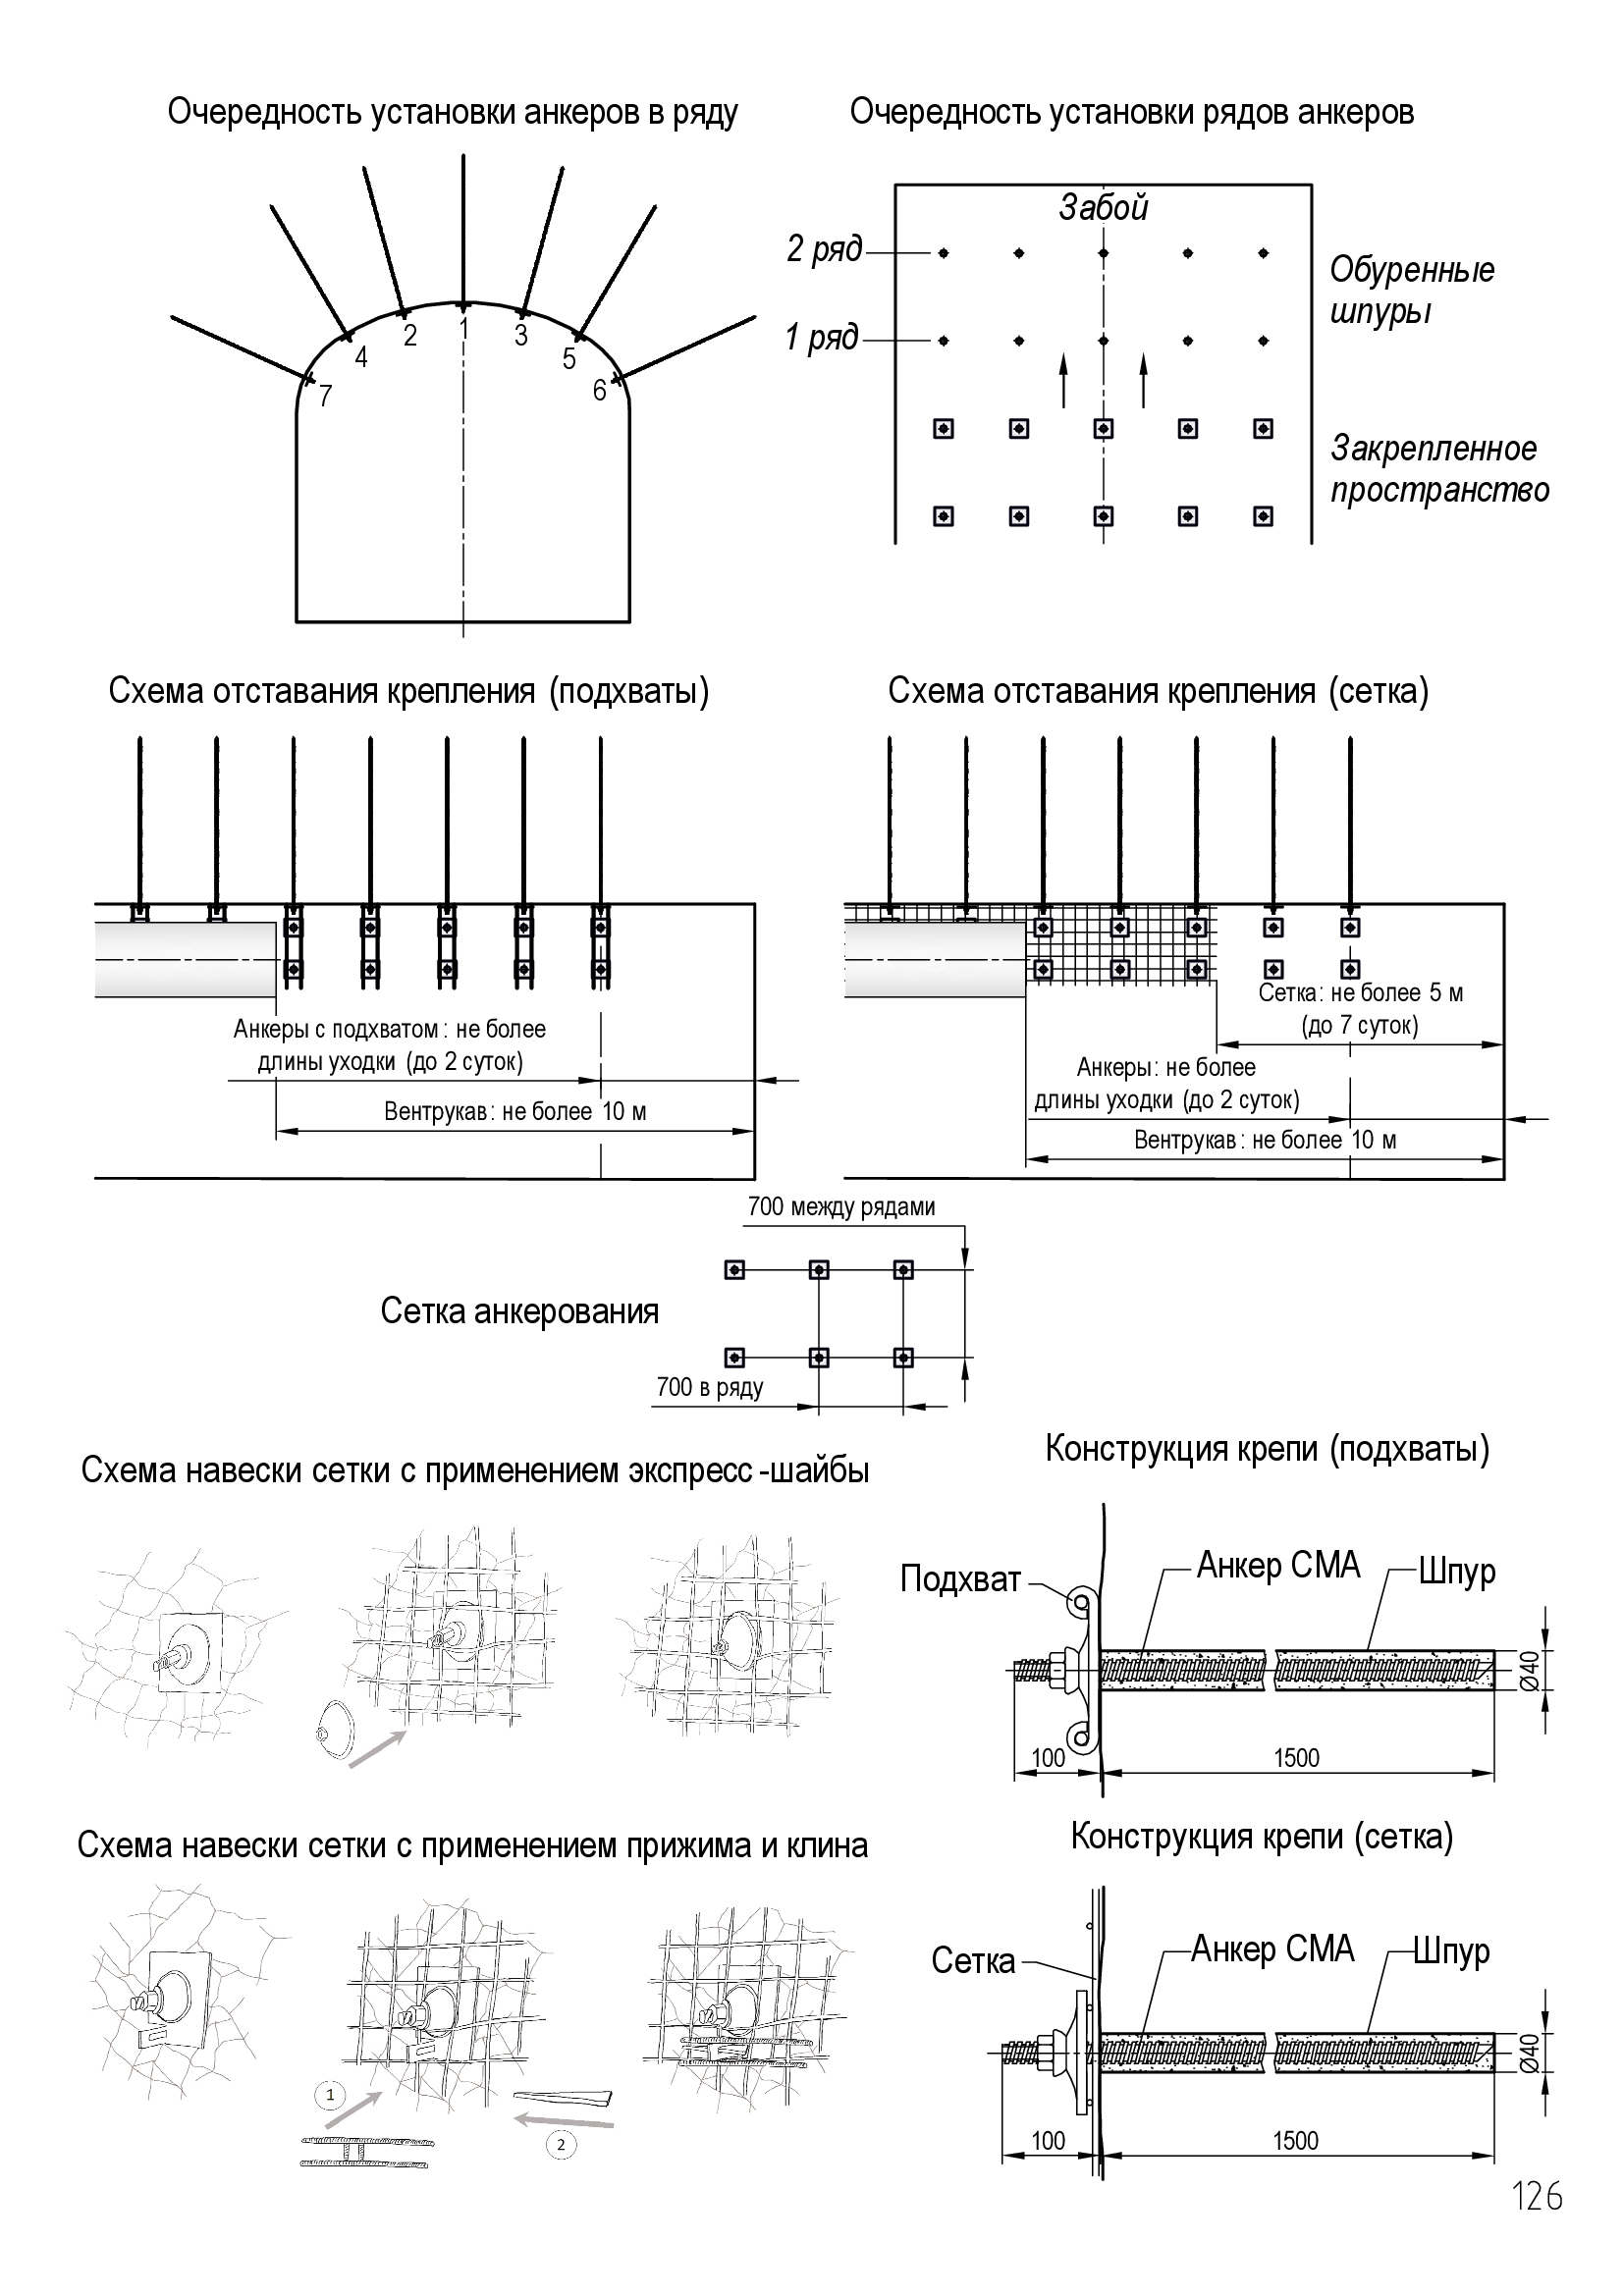 Очередность установки анкеров в ряду
1
2
3
4
5
6
7
Очередность установки рядов анкеров
Забой
2 ряд
1 ряд
Обуренные
шпуры
Закрепленное
пространство
Схема отставания крепления (подхваты)
Анкеры с подхватом: не более
длины уходки (до 2 суток)
Вентрукав: не более 10 м
Схема отставания крепления (сетка)
Сетка: не более 5 м
(до 7 суток)
Анкеры: не более
длины уходки (до 2 суток)
Вентрукав: не более 10 м
700 между рядами
Сетка анкерования
700 в ряду
Схема навески сетки с применением экспресс-шайбы
Конструкция крепи (подхваты)
Подхват
Анкер СМА
Шпур
Ø40
100
1500
Схема навески сетки с применением прижима и клина
1
2
Конструкция крепи (сетка)
Сетка
Анкер СМА
Шпур
Ø40
100
1500
126